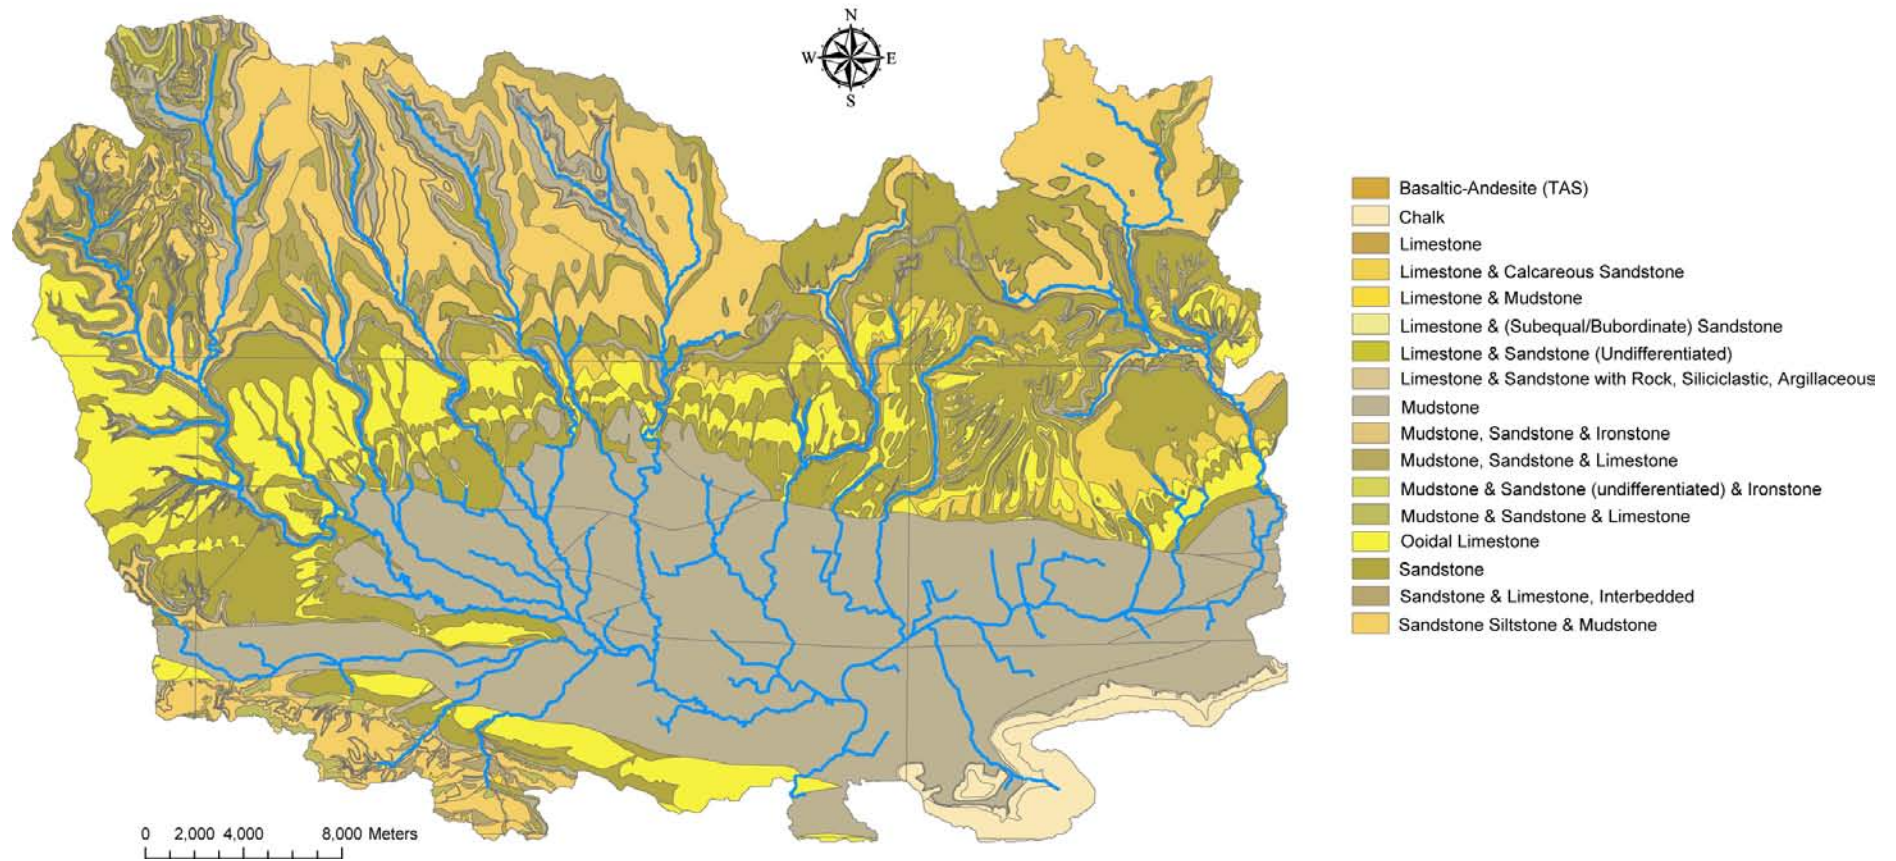 N
W E
S
Basaltic-Andesite (TAS)
Chalk
Limestone
Limestone & Calcareous Sandstone
Limestone & Mudstone
Limestone & (Subequal/Bubordinate) Sandstone
Limestone & Sandstone (Undifferentiated)
Limestone & Sandstone with Rock, Siliciclastic, Argillaceous
Mudstone
Mudstone, Sandstone & Ironstone
Mudstone, Sandstone & Limestone
Mudstone & Sandstone (undifferentiated) & Ironstone
Mudstone & Sandstone & Limestone
Ooidal Limestone
Sandstone
Sandstone & Limestone, Interbedded
Sandstone Siltstone & Mudstone
0 2,000 4,000 8,000 Meters